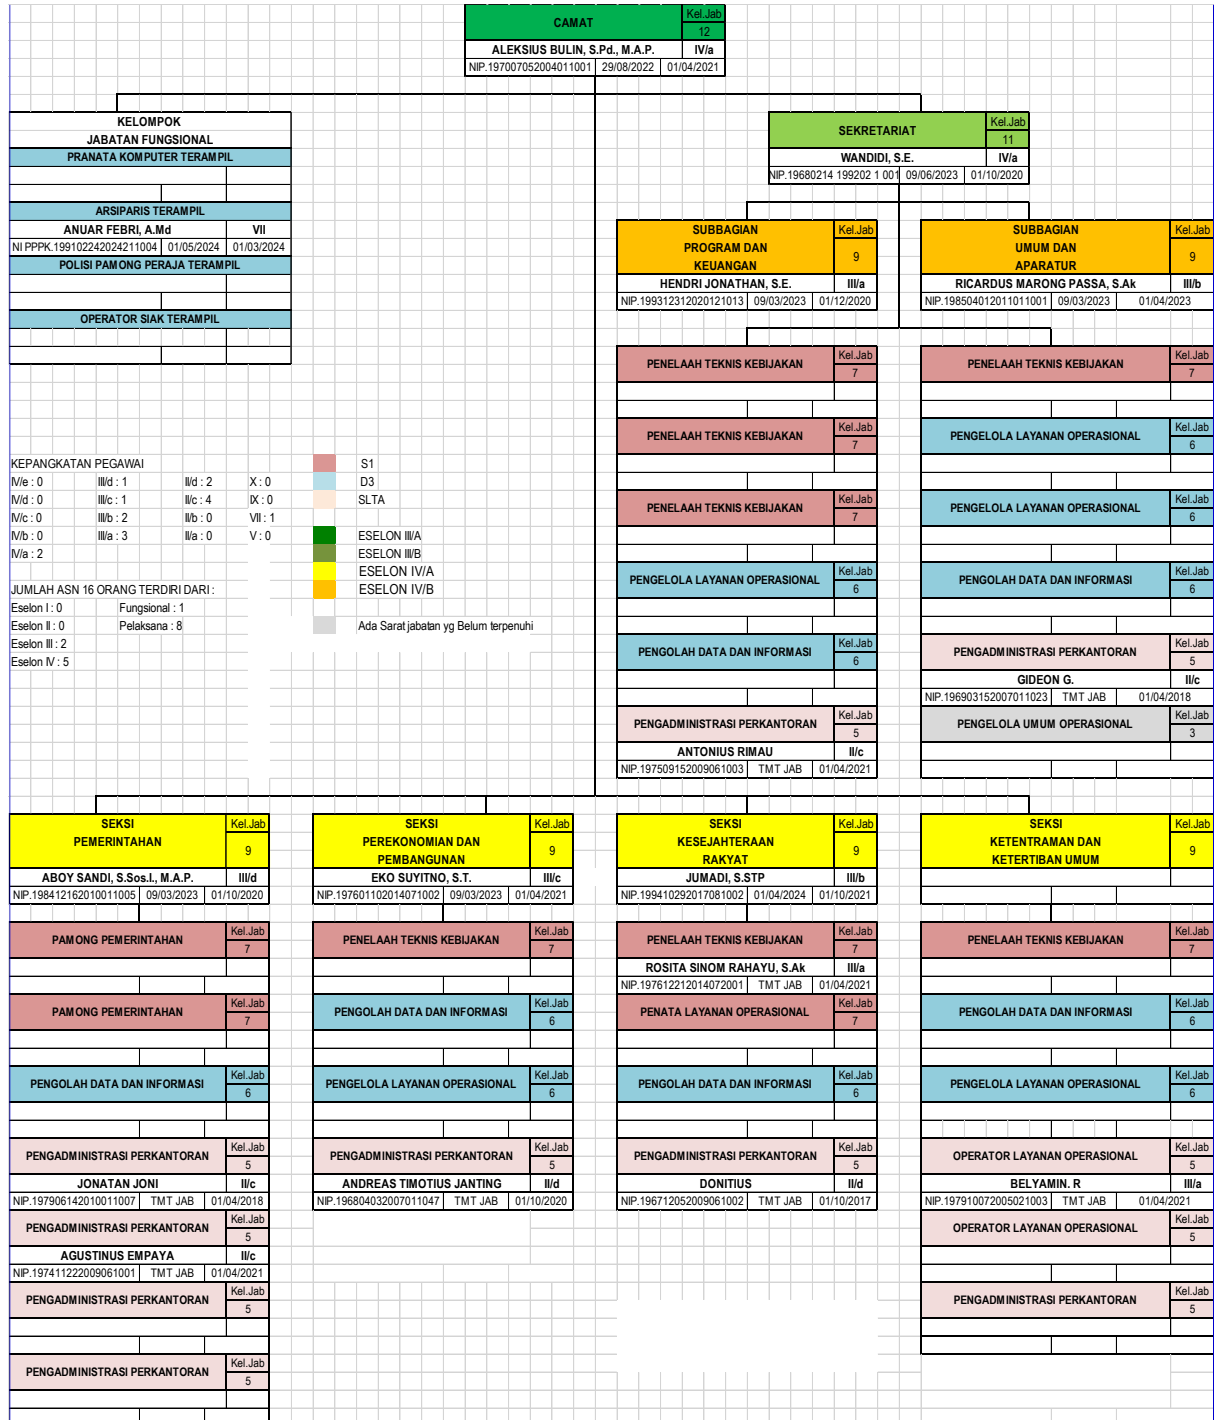 CAMAT
Kel.Jab
12
ALEKSIUS BULIN, S.Pd., M.A.P. IV/a
NIP.197007052004011001 29/08/2022 01/04/2021
KELOMPOK
JABATAN FUNGSIONAL
PRANATA KOMPUTER TERAMPIL
ARSIPARIS TERAMPIL
ANUAR FEBRI, A.Md VII
NI PPPK.199102242024211004 01/05/2024 01/03/2024
POLISI PAMONG PERAJA TERAMPIL
OPERATOR SIAK TERAMPIL
SEKRETARIAT
Kel.Jab
11
WANDIDI, S.E. IV/a
NIP.19680214 199202 1 001 09/06/2023 01/10/2020
SUBBAGIAN
PROGRAM DAN
KEUANGAN
Kel.Jab
9
HENDRI JONATHAN, S.E. III/a
NIP.199312312020121013 09/03/2023 01/12/2020
PENELAAH TEKNIS KEBIJAKAN
Kel.Jab
7
PENELAAH TEKNIS KEBIJAKAN
Kel.Jab
7
PENELAAH TEKNIS KEBIJAKAN
Kel.Jab
7
PENGELOLA LAYANAN OPERASIONAL
Kel.Jab
6
PENGOLAH DATA DAN INFORMASI
Kel.Jab
6
PENGADMINISTRASI PERKANTORAN
Kel.Jab
5
ANTONIUS RIMAU II/c
NIP.197509152009061003 TMT JAB 01/04/2021
SUBBAGIAN
UMUM DAN
APARATUR
Kel.Jab
9
RICARDUS MARONG PASSA, S.Ak III/b
NIP.198504012011011001 09/03/2023 01/04/2023
PENELAAH TEKNIS KEBIJAKAN
Kel.Jab
7
PENGELOLA LAYANAN OPERASIONAL
Kel.Jab
6
PENGELOLA LAYANAN OPERASIONAL
Kel.Jab
6
PENGOLAH DATA DAN INFORMASI
Kel.Jab
6
PENGADMINISTRASI PERKANTORAN
Kel.Jab
5
GIDEON G. II/c
NIP.196903152007011023 TMT JAB 01/04/2018
PENGELOLA UMUM OPERASIONAL
Kel.Jab
3
KEPANGKATAN PEGAWAI
IV/e : 0 III/d : 1 II/d : 2 X : 0
IV/d : 0 III/c : 1 II/c : 4 IX : 0
IV/c : 0 III/b : 2 II/b : 0 VII : 1
IV/b : 0 III/a : 3 II/a : 0 V : 0
IV/a : 2
JUMLAH ASN 16 ORANG TERDIRI DARI :
Eselon I : 0 Fungsional : 1
Eselon II : 0 Pelaksana : 8
Eselon III : 2
Eselon IV : 5
S1
D3
SLTA
ESELON III/A
ESELON III/B
ESELON IV/A
ESELON IV/B
Ada Sarat jabatan yg Belum terpenuhi
SEKSI
PEMERINTAHAN
Kel.Jab
9
ABOY SANDI, S.Sos.I., M.A.P. III/d
NIP.198412162010011005 09/03/2023 01/10/2020
PAMONG PEMERINTAHAN
Kel.Jab
7
PAMONG PEMERINTAHAN
Kel.Jab
7
PENGOLAH DATA DAN INFORMASI
Kel.Jab
6
PENGADMINISTRASI PERKANTORAN
Kel.Jab
5
JONATAN JONI II/c
NIP.197906142010011007 TMT JAB 01/04/2018
PENGADMINISTRASI PERKANTORAN
Kel.Jab
5
AGUSTINUS EMPAYA II/c
NIP.197411222009061001 TMT JAB 01/04/2021
PENGADMINISTRASI PERKANTORAN
Kel.Jab
5
PENGADMINISTRASI PERKANTORAN
Kel.Jab
5
SEKSI
PEREKONOMIAN DAN
PEMBANGUNAN
Kel.Jab
9
EKO SUYITNO, S.T. III/c
NIP.197601102014071002 09/03/2023 01/04/2021
PENELAAH TEKNIS KEBIJAKAN
Kel.Jab
7
PENGOLAH DATA DAN INFORMASI
Kel.Jab
6
PENGELOLA LAYANAN OPERASIONAL
Kel.Jab
6
PENGADMINISTRASI PERKANTORAN
Kel.Jab
5
ANDREAS TIMOTIUS JANTING II/d
NIP.196804032007011047 TMT JAB 01/10/2020
SEKSI
KESEJAHTERAAN
RAKYAT
Kel.Jab
9
JUMADI, S.STP III/b
NIP.199410292017081002 01/04/2024 01/10/2021
PENELAAH TEKNIS KEBIJAKAN
Kel.Jab
7
ROSITA SINOM RAHAYU, S.Ak III/a
NIP.197612212014072001 TMT JAB 01/04/2021
PENATA LAYANAN OPERASIONAL
Kel.Jab
7
PENGOLAH DATA DAN INFORMASI
Kel.Jab
6
PENGADMINISTRASI PERKANTORAN
Kel.Jab
5
DONITIUS II/d
NIP.196712052009061002 TMT JAB 01/10/2017
SEKSI
KETENTRAMAN DAN
KETERTIBAN UMUM
Kel.Jab
9
PENELAAH TEKNIS KEBIJAKAN
Kel.Jab
7
PENGOLAH DATA DAN INFORMASI
Kel.Jab
6
PENGELOLA LAYANAN OPERASIONAL
Kel.Jab
6
OPERATOR LAYANAN OPERASIONAL
Kel.Jab
5
BELYAMIN. R III/a
NIP.197910072005021003 TMT JAB 01/04/2021
OPERATOR LAYANAN OPERASIONAL
Kel.Jab
5
PENGADMINISTRASI PERKANTORAN
Kel.Jab
5